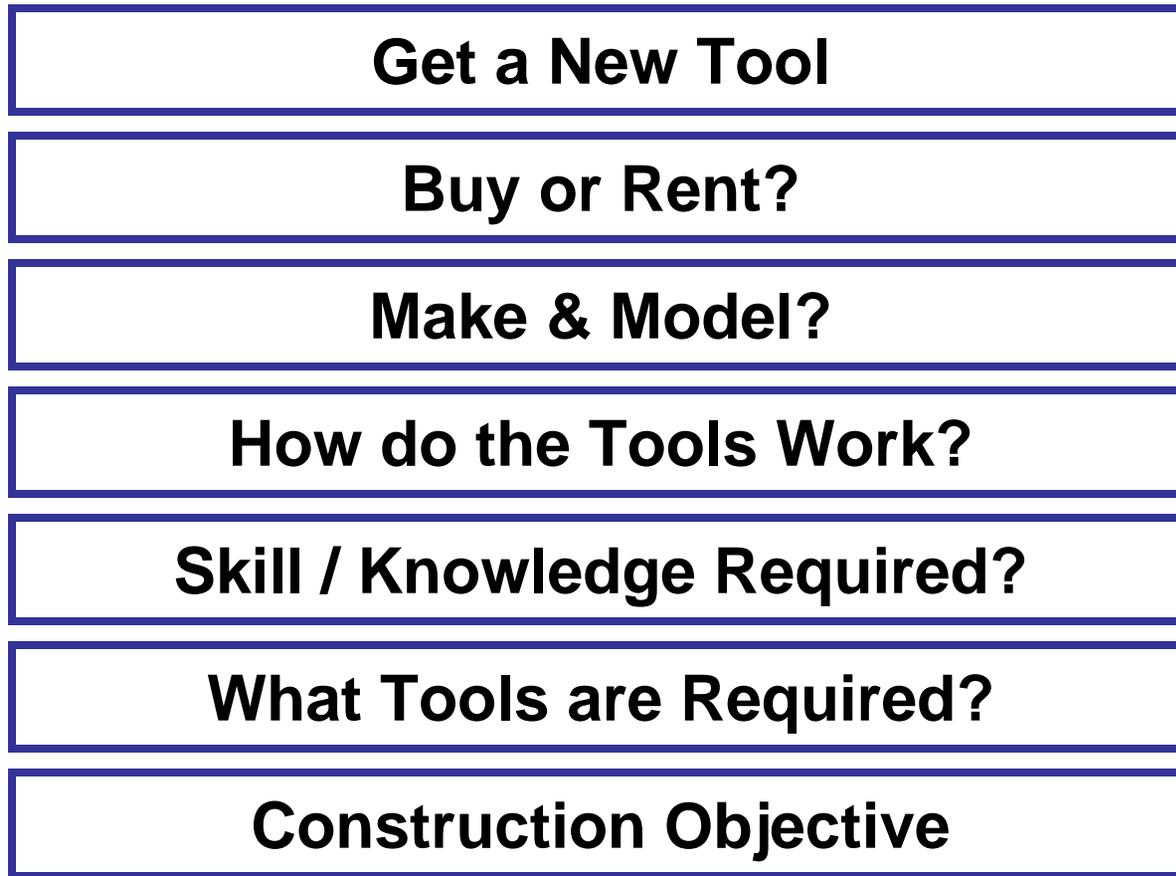 Get a New Tool
Buy or Rent?
Make & Model?
How do the Tools Work?
Skill / Knowledge Required?
What Tools are Required?
Construction Objective